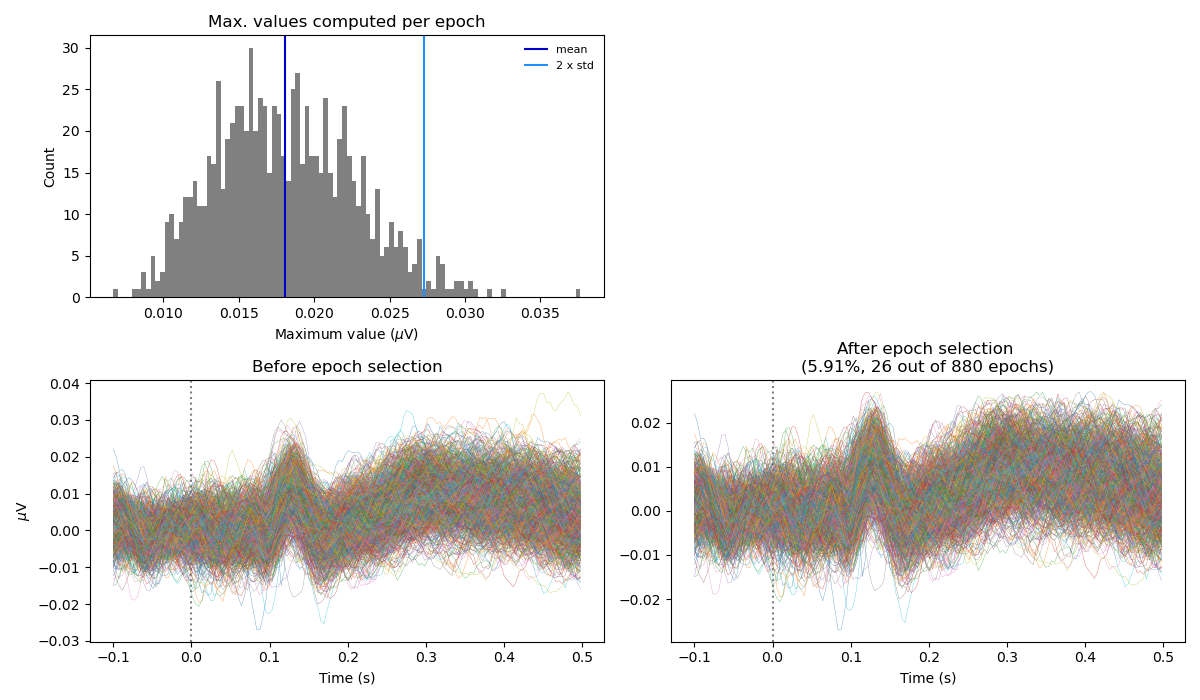 Max. values computed per epoch
30
25
20
15
10
5
0
Count
mean
2 x std
0.010 0.015 0.020 0.025 0.030 0.035
Maximum value (μV)
Before epoch selection
0.04
0.03
0.02
0.01
0.00
−0.01
−0.02
−0.03
μV
−0.1 0.0 0.1 0.2 0.3 0.4 0.5
Time (s)
After epoch selection
(5.91%, 26 out of 880 epochs)
0.02
0.01
0.00
−0.01
−0.02
−0.1 0.0 0.1 0.2 0.3 0.4 0.5
Time (s)